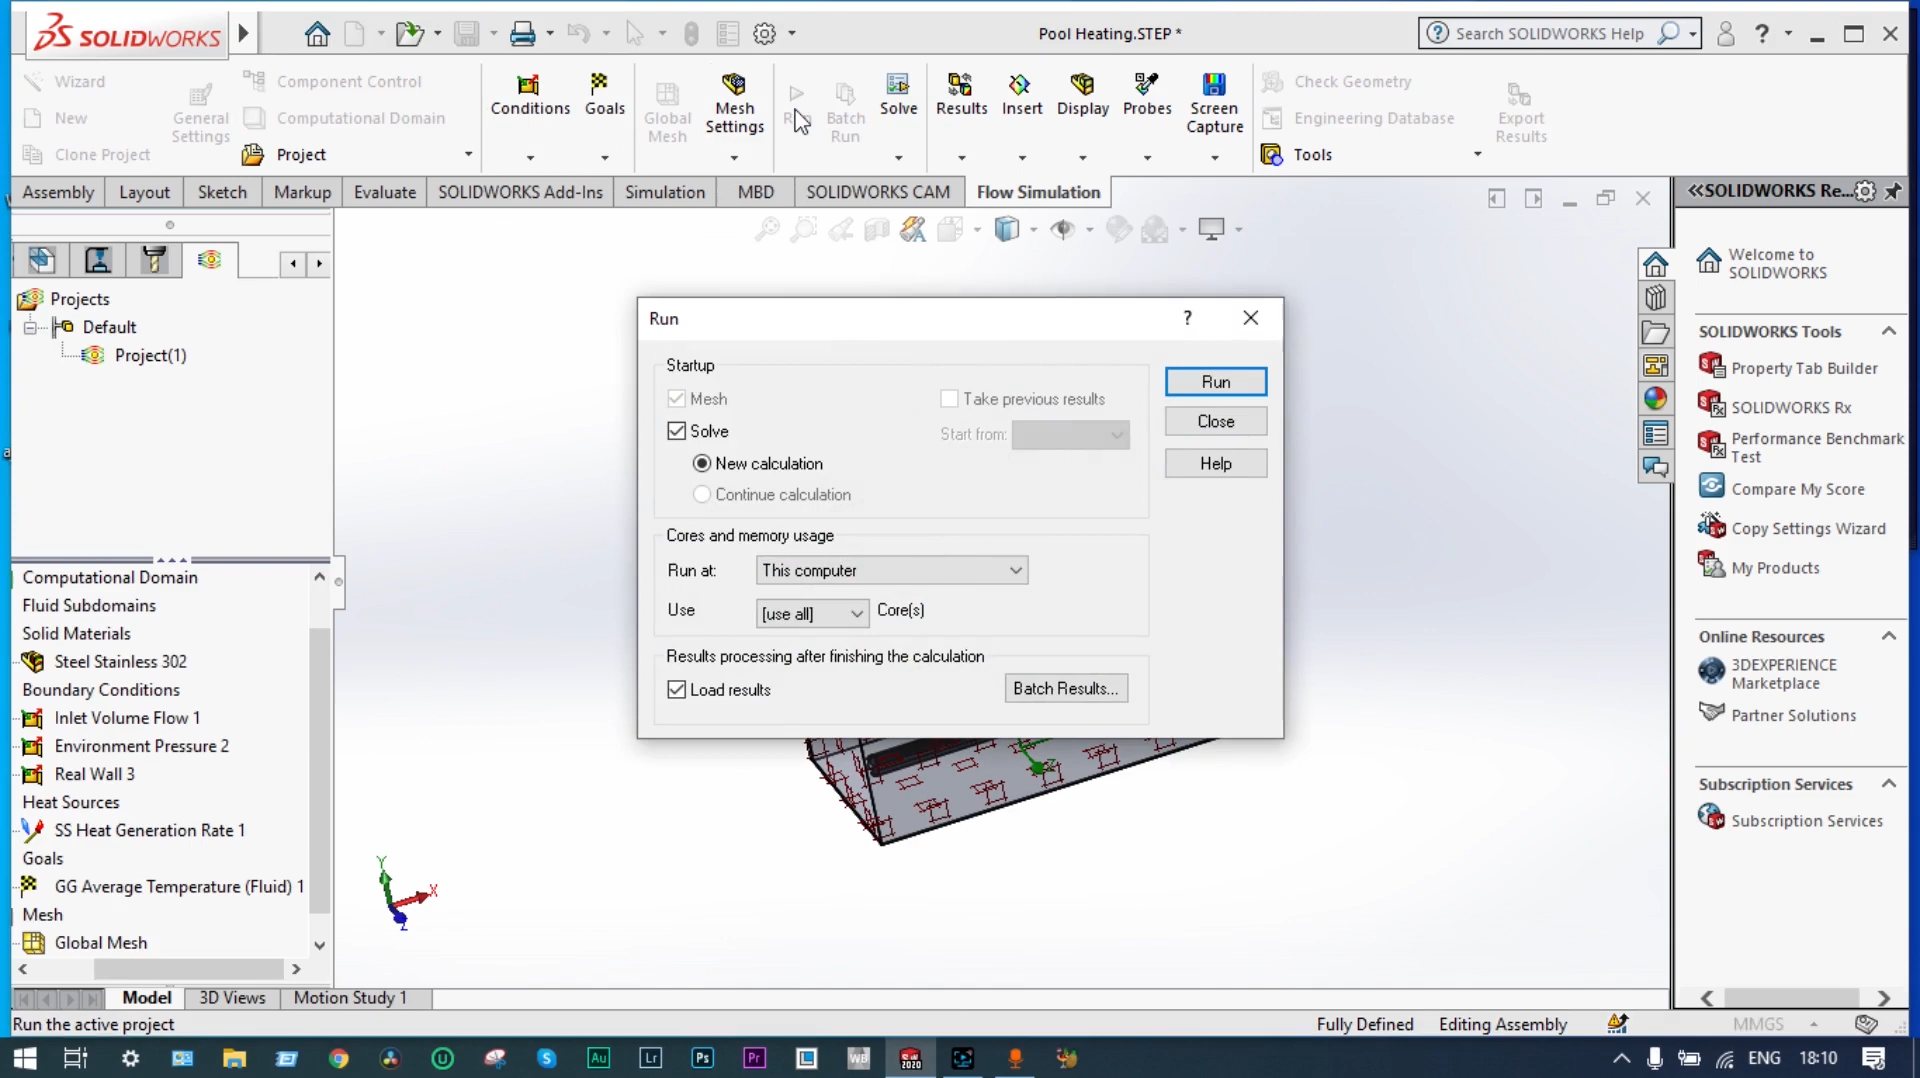 SOLIDWORKS
Pool Heating.STEP *
Search SOLIDWORKS Help
?
Wizard
New
Clone Project
General
Settings
Component Control
Computational Domain
Project
Conditions
Goals
Global
Mesh
Mesh
Settings
Batch
Run
Solve
Results
Insert
Display
Probes
Screen
Capture
Check Geometry
Engineering Database
Tools
Export
Results
Assembly
Layout
Sketch
Markup
Evaluate
SOLIDWORKS Add-Ins
Simulation
MBD
SOLIDWORKS CAM
Flow Simulation
Projects
Default
Project(1)
Computational Domain
Fluid Subdomains
Solid Materials
Steel Stainless 302
Boundary Conditions
Inlet Volume Flow 1
Environment Pressure 2
Real Wall 3
Heat Sources
SS Heat Generation Rate 1
Goals
GG Average Temperature (Fluid) 1
Mesh
Global Mesh
Run
?
Startup
Mesh
Take previous results
Solve
Start from:
New calculation
Continue calculation
Run
Close
Help
Cores and memory usage
Run at:
This computer
Use
[use all]
Core(s)
Results processing after finishing the calculation
Load results
Batch Results...
Y
X
Z
SOLIDWORKS Re...
Welcome to
SOLIDWORKS
SOLIDWORKS Tools
Property Tab Builder
SOLIDWORKS Rx
Performance Benchmark
Test
Compare My Score
Copy Settings Wizard
My Products
Online Resources
3DEXPERIENCE
Marketplace
Partner Solutions
Subscription Services
Subscription Services
Model
3D Views
Motion Study 1
Run the active project
Fully Defined
Editing Assembly
MMGS
Au
Lr
Ps
Pr
WB
SW
2020
ENG
18:10